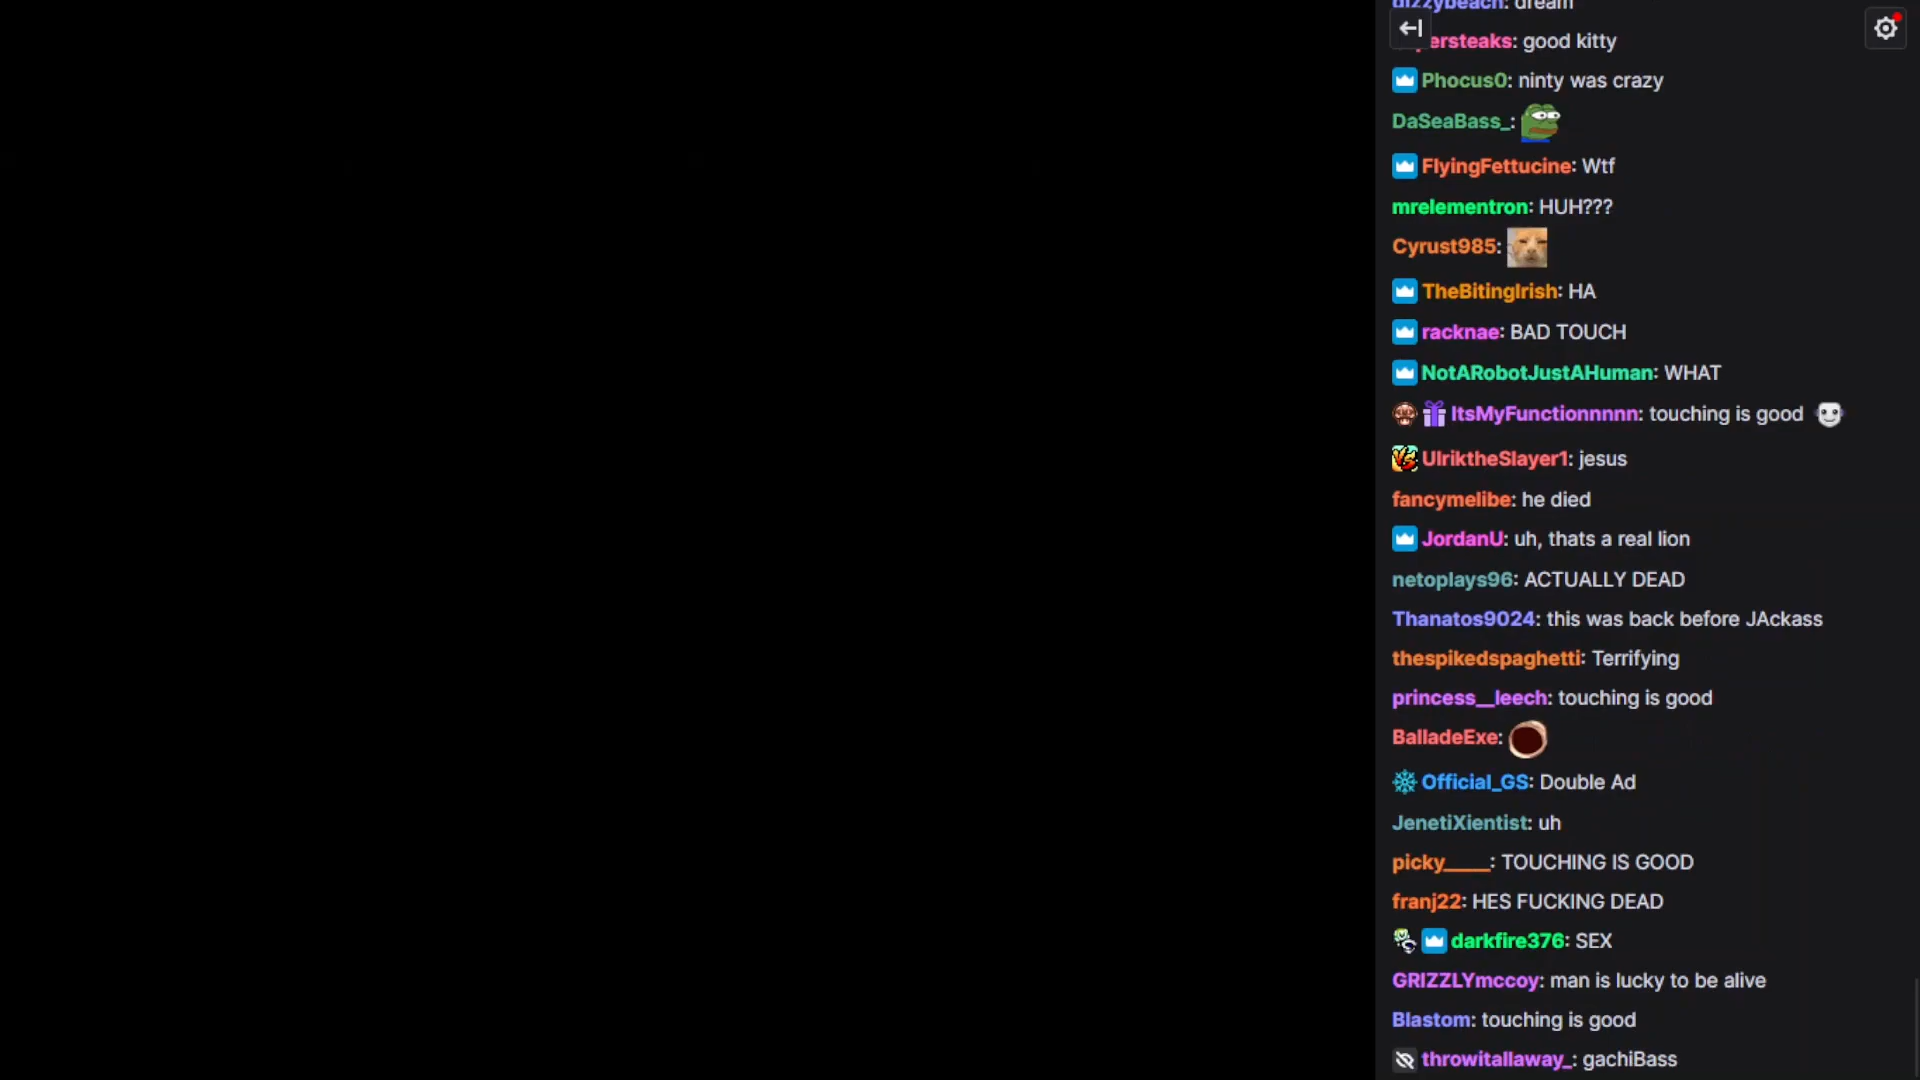 dizzybeach: dream
ersteaks: good kitty
Phocus0: ninty was crazy
DaSeaBass_:
FlyingFettucine: Wtf
mrelementron: HUH???
Cyrust985:
TheBitingIrish: HA
racknae: BAD TOUCH
NotARobotJustAHuman: WHAT
ItsMyFunctionnnnn: touching is good
UlriktheSlayer1: jesus
fancymelibe: he died
JordanU: uh, thats a real lion
netoplays96: ACTUALLY DEAD
Thanatos9024: this was back before JAckass
thespikedspaghetti: Terrifying
princess__leech: touching is good
BalladeExe:
Official_GS: Double Ad
JenetiXientist: uh
picky_____: TOUCHING IS GOOD
franj22: HES FUCKING DEAD
darkfire376: SEX
GRIZZLYmccoy: man is lucky to be alive
Blastom: touching is good
throwitallaway_: gachiBass